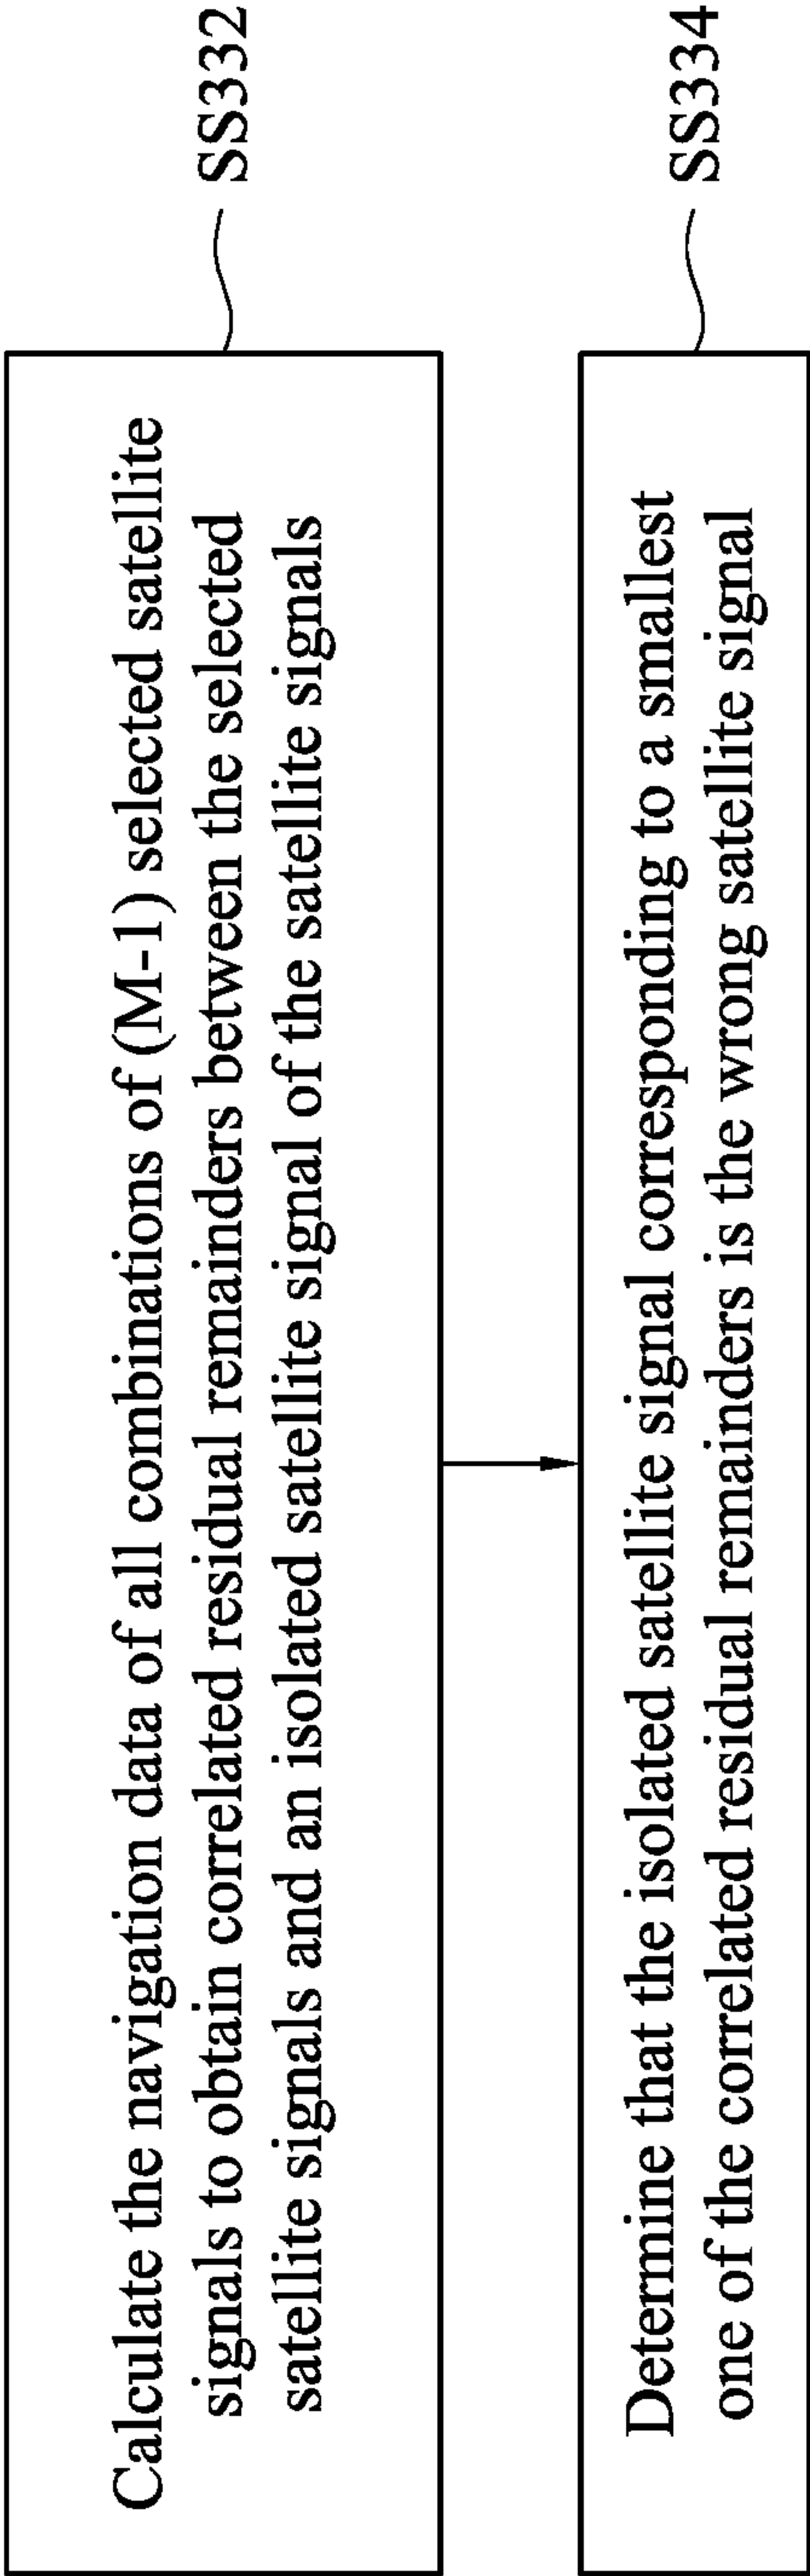 Calculate the navigation data of all combinations of (M-1) selected satellite
signals to obtain correlated residual remainders between the selected
satellite signals and an isolated satellite signal of the satellite signals
SS332
Determine that the isolated satellite signal corresponding to a smallest
one of the correlated residual remainders is the wrong satellite signal
SS334